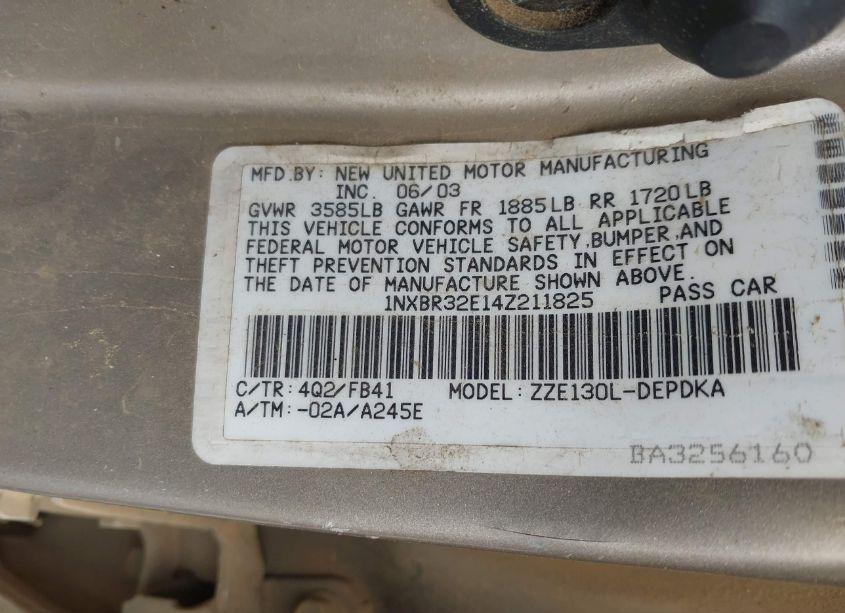 MFD.BY: NEW UNITED MOTOR MANUFACTURING
INC. 06/03
GVWR 3585LB GAWR FR 1885LB RR 1720LB
THIS VEHICLE CONFORMS TO ALL APPLICABLE
FEDERAL MOTOR VEHICLE SAFETY,BUMPER,AND
THEFT PREVENTION STANDARDS IN EFFECT ON
THE DATE OF MANUFACTURE SHOWN ABOVE.
1NXBR32E14Z211825 PASS CAR
C/TR: 4Q2/FB41 MODEL: ZZE130L-DEPDKA
A/TM: -02A/A245E
BA3256160